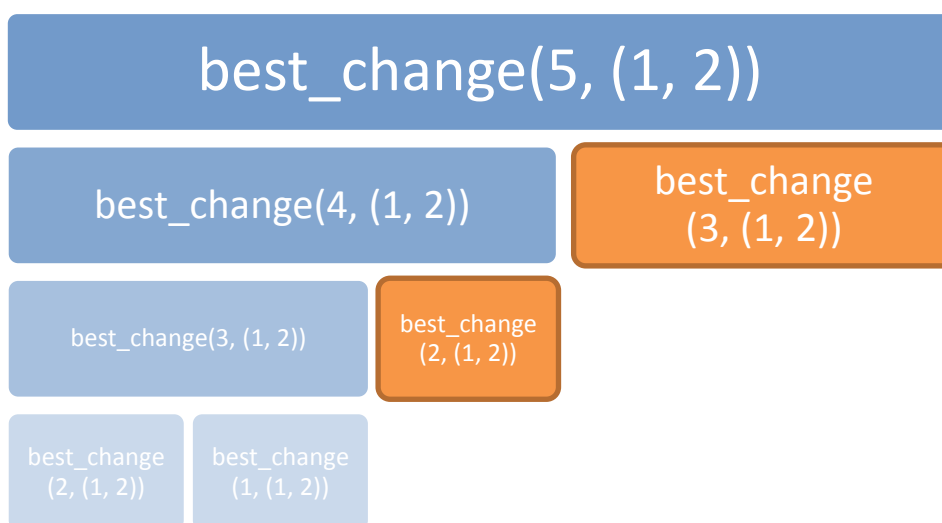 best_change(5, (1, 2))
best_change(4, (1, 2))
best_change
(3, (1, 2))
best_change(3, (1, 2))
best_change
(2, (1, 2))
best_change
(2, (1, 2))
best_change
(1, (1, 2))